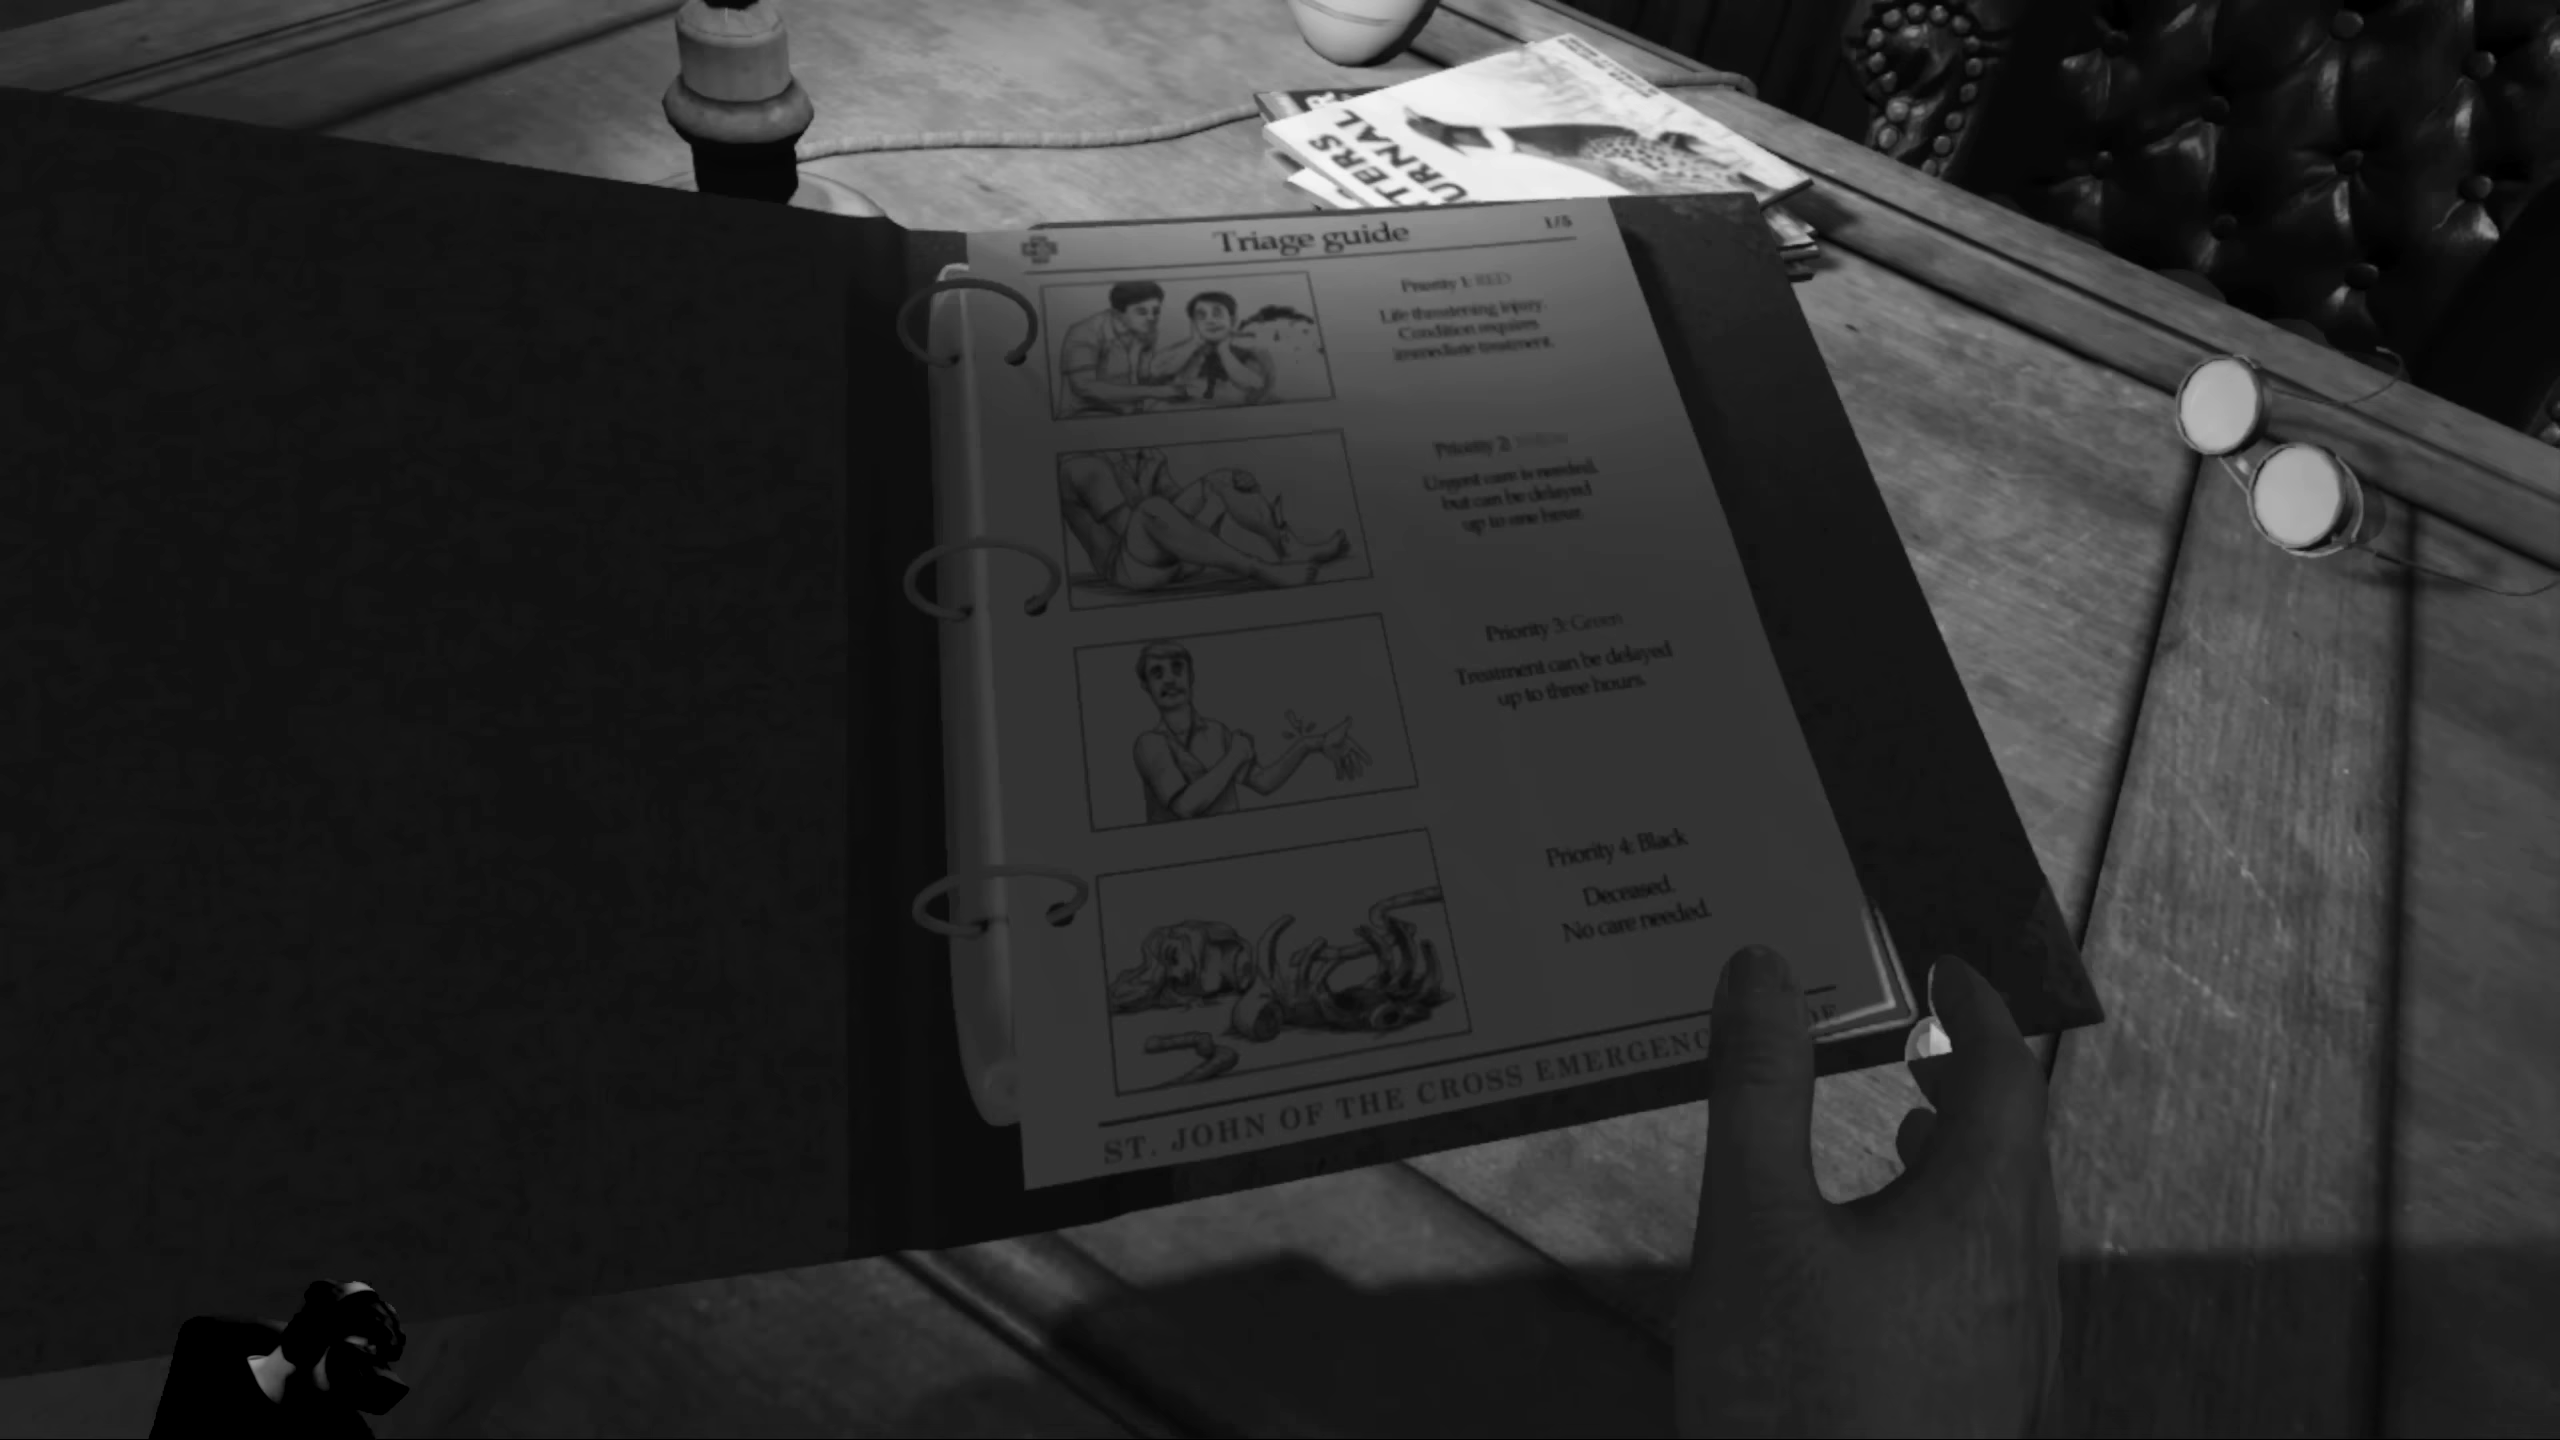 TERS
URNAL
Triage guide
1/5
Priority 1: RED
Life threatening injury.
Condition requires
immediate treatment.
Priority 2:
Urgent care is needed,
but can be delayed
up to one hour.
Priority 3: Green
Treatment can be delayed
up to three hours.
Priority 4: Black
Deceased.
No care needed.
ST. JOHN OF THE CROSS EMERGENC